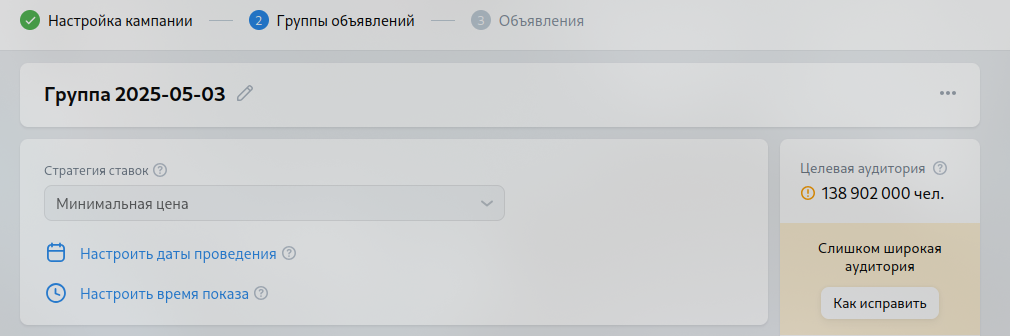 Настройка кампании
2 Группы объявлений
3 Объявления
Группа 2025-05-03
Стратегия ставок ?
Минимальная цена
Настроить даты проведения ?
Настроить время показа ?
Целевая аудитория ?
138 902 000 чел.
Слишком широкая
аудитория
Как исправить